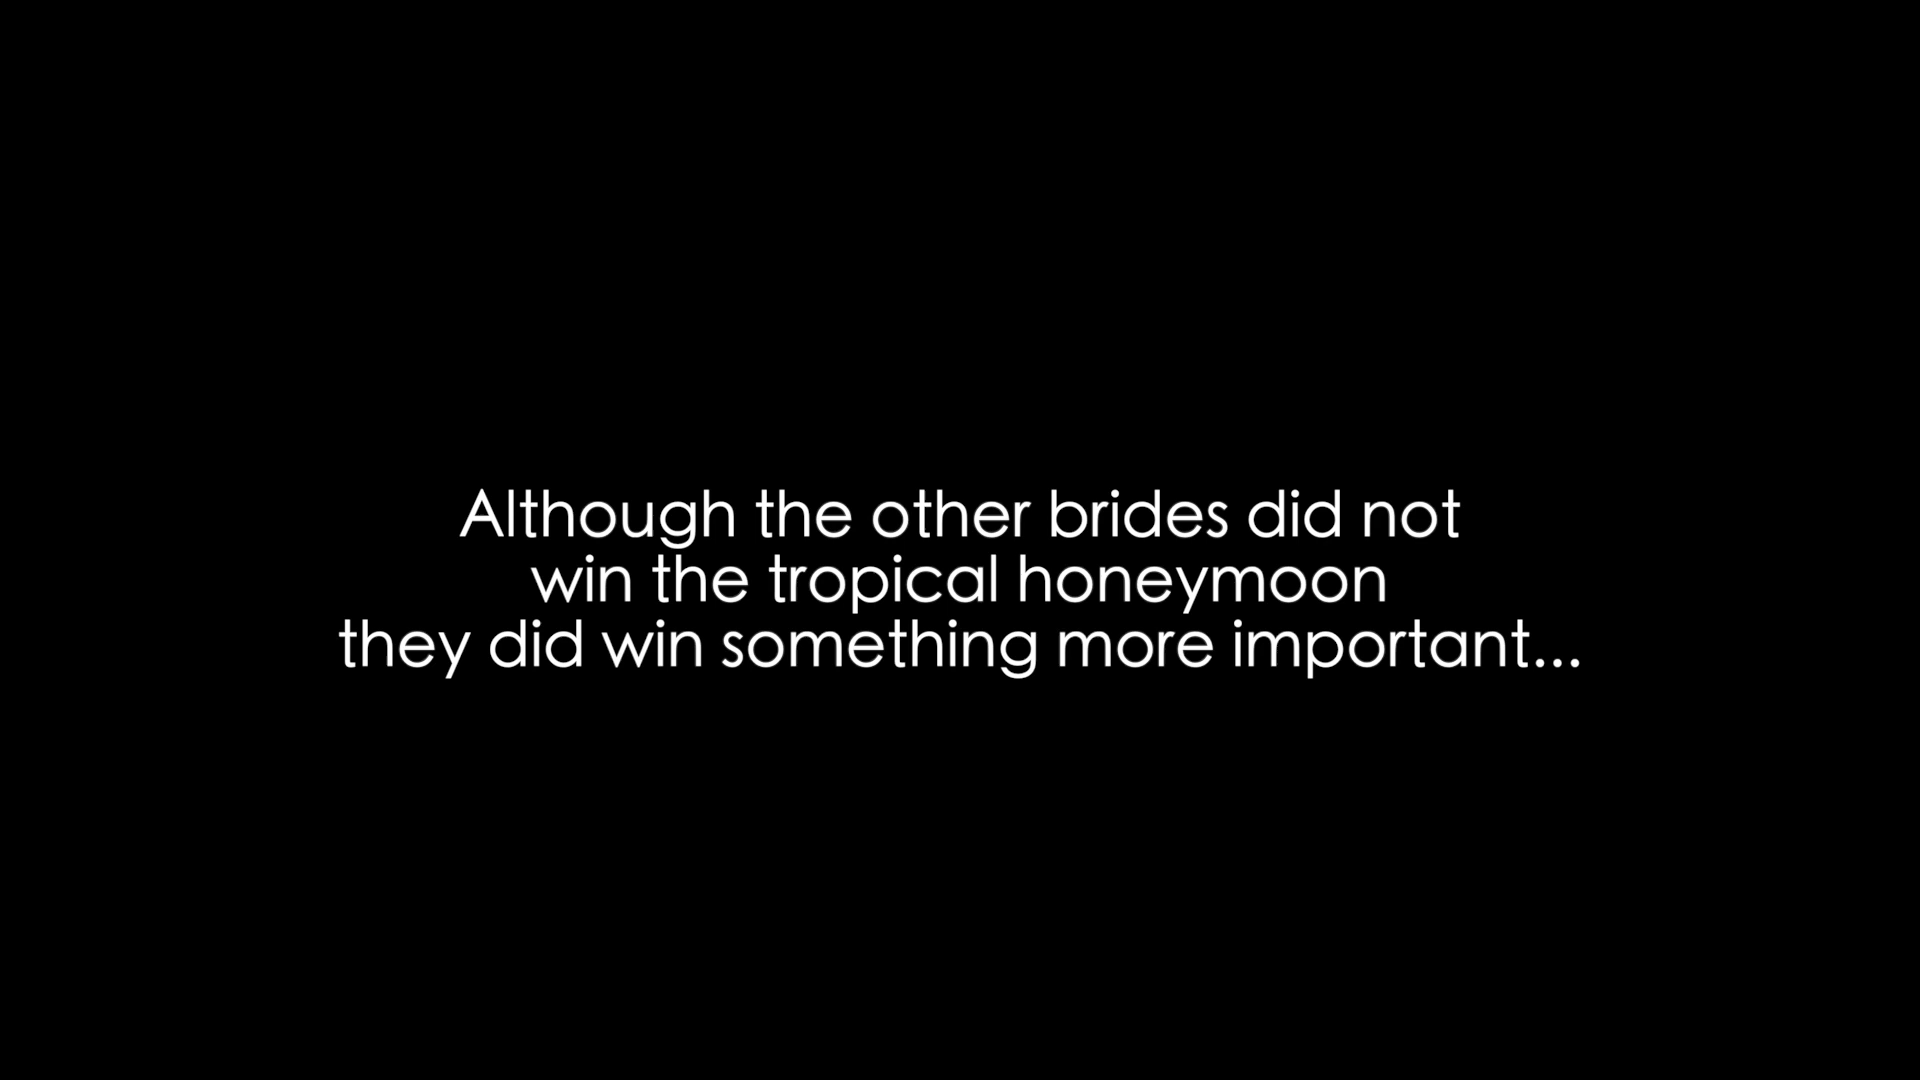 Although the other brides did not
win the tropical honeymoon
they did win something more important...